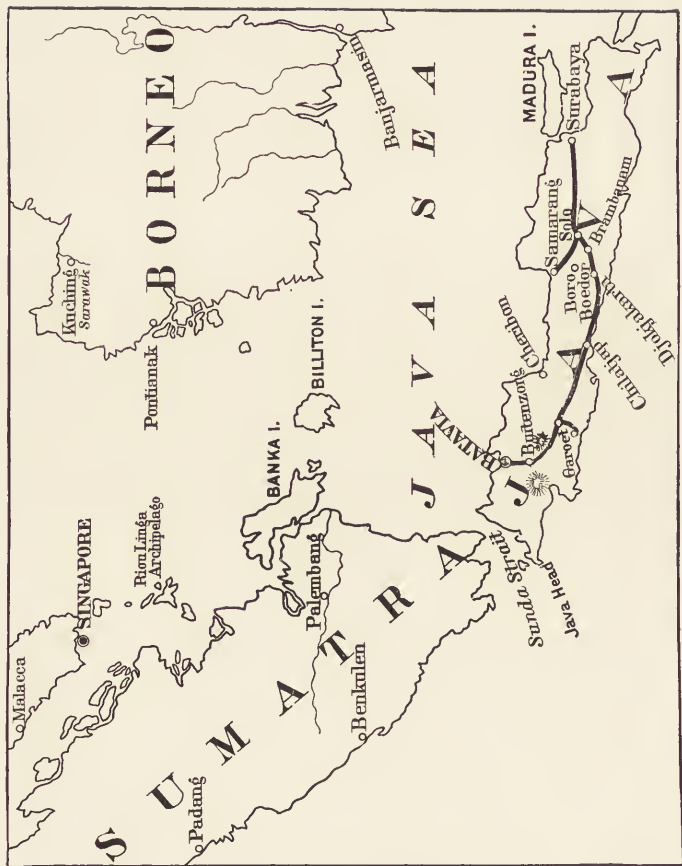 Malacca
SINGAPORE
Kuching
Sarawak
BORNEO
Pontianak
Riou Linga
Archipelago
SUMATRA
Padang
BANKA I.
BILLITON I.
Palembang
Benkulen
Banjarmasin
JAVA SEA
Sunda Strait
Java Head
BATAVIA
Buitenzorg
Garoet
Cheribon
JAVA
Chilatjap
Djokjakarta
Boro
Boedor
Samarang
Solo
Brambanam
MADURA I.
Surabaya